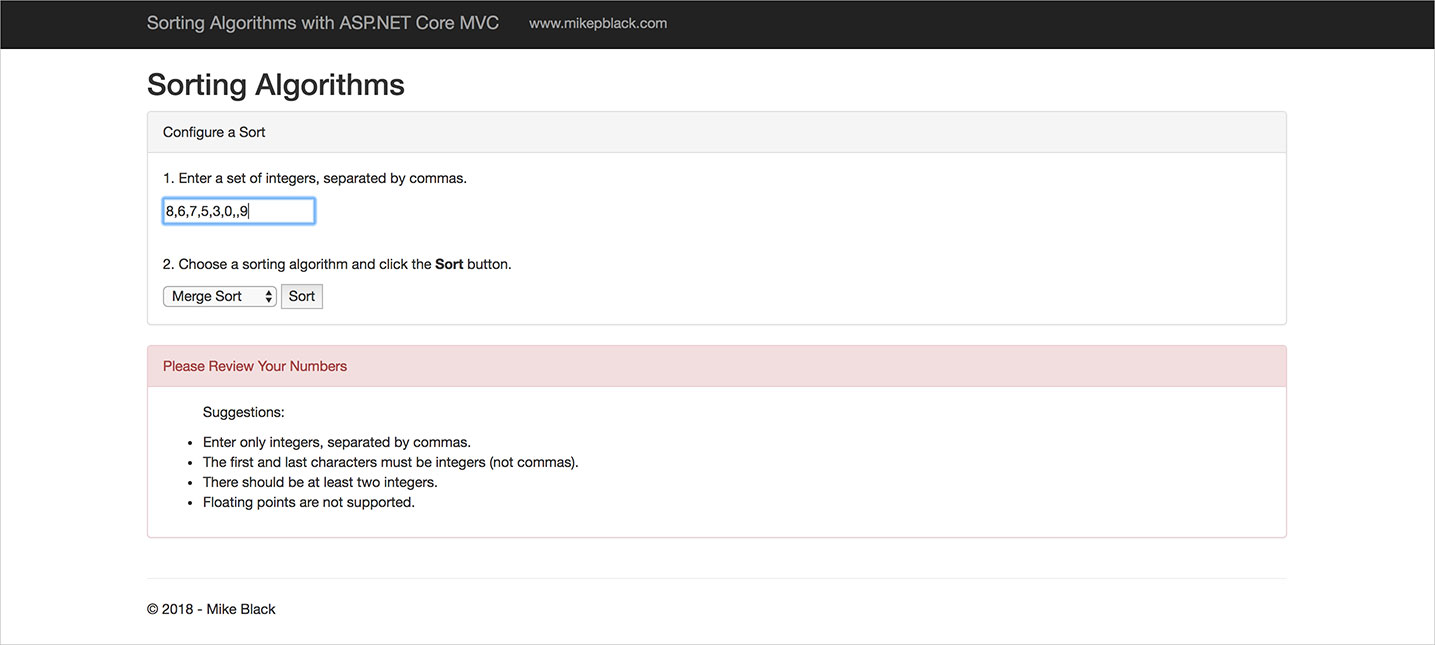 Sorting Algorithms with ASP.NET Core MVC www.mikepblack.com
Sorting Algorithms
Configure a Sort
1. Enter a set of integers, separated by commas.
8,6,7,5,3,0,,9
2. Choose a sorting algorithm and click the Sort button.
Merge Sort Sort
Please Review Your Numbers
Suggestions:
• Enter only integers, separated by commas.
• The first and last characters must be integers (not commas).
• There should be at least two integers.
• Floating points are not supported.
© 2018 - Mike Black